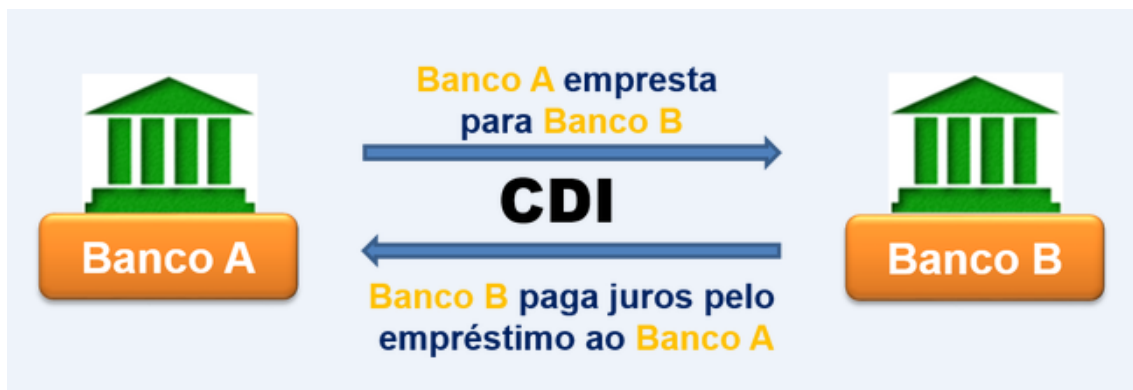 Banco A empresta
para Banco B
CDI
Banco A
Banco B
Banco B paga juros pelo
empréstimo ao Banco A